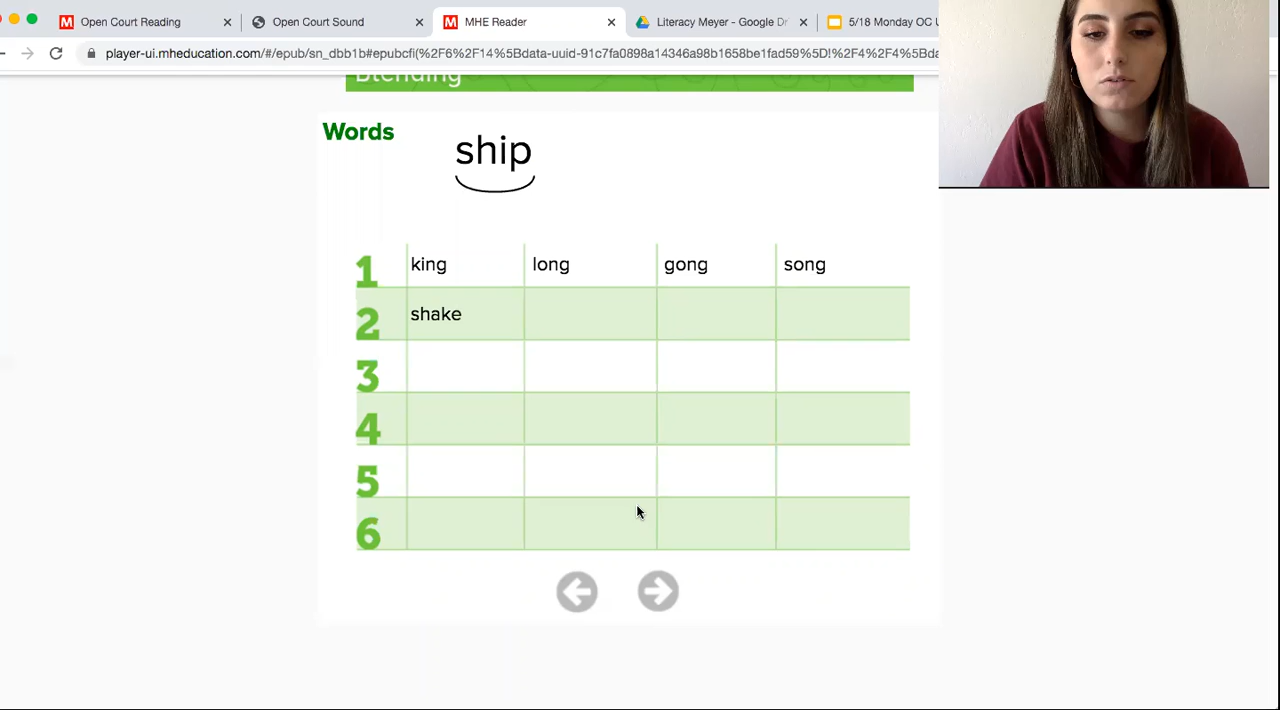 Open Court Reading
Open Court Sound
MHE Reader
Literacy Meyer - Google Dr
5/18 Monday OC U
player-ui.mheducation.com/#/epub/sn_dbb1b#epubcfi(%2F6%2F14%5Bdata-uuid-91c7fa0898a14346a98b1658be1fad59%5D!%2F4%2F4%5Bda
Blending
Words
ship
1 king long gong song
2 shake
3
4
5
6